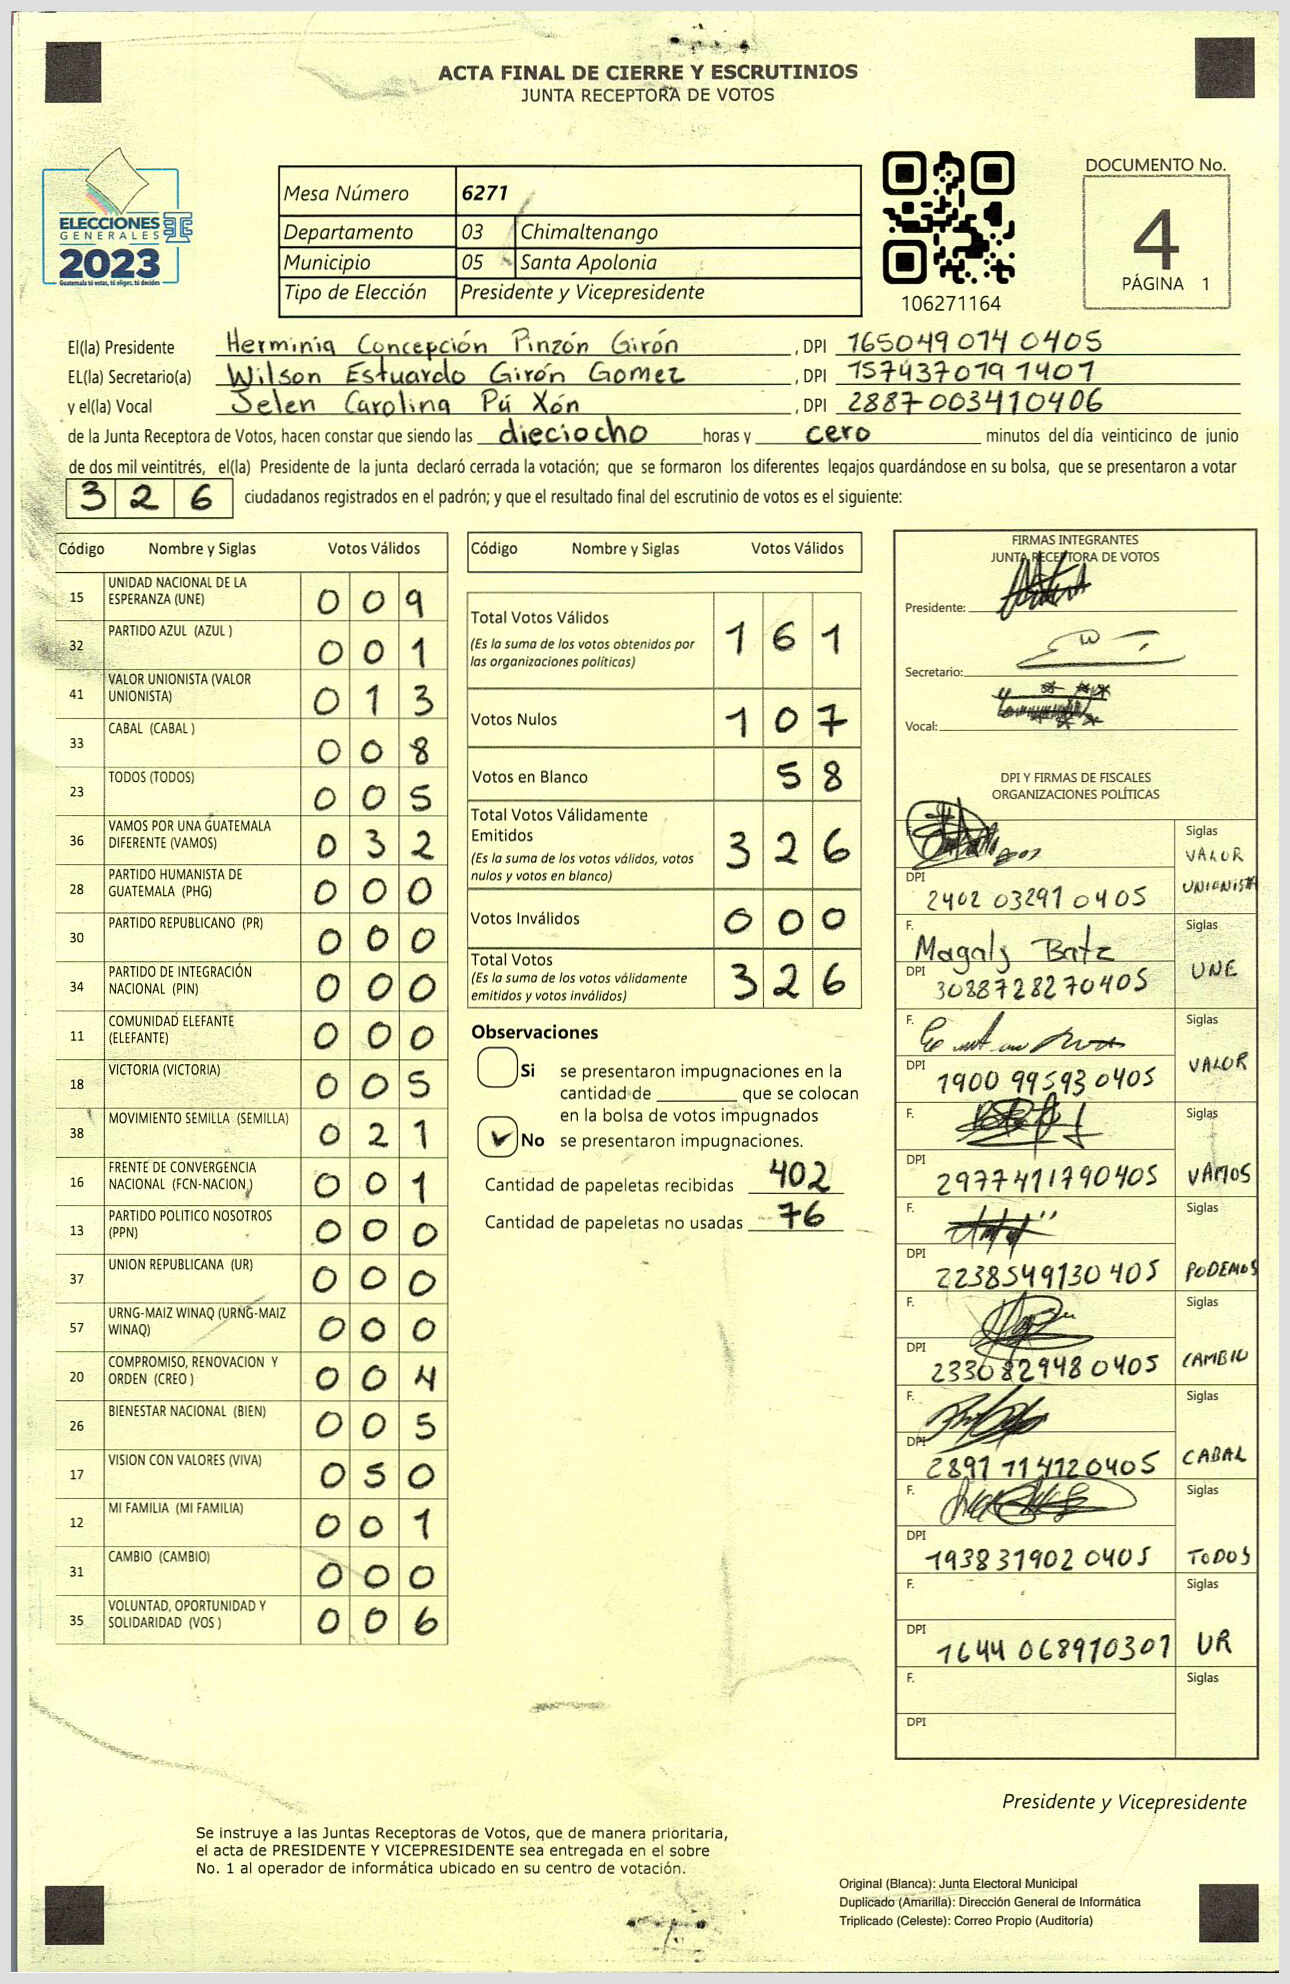 ACTA FINAL DE CIERRE Y ESCRUTINIOS
JUNTA RECEPTORA DE VOTOS
ELECCIONES
GENERALES
2023
Guatemala tú votas, tú eliges, tú decides
Mesa Número 6271
Departamento 03 Chimaltenango
Municipio 05 Santa Apolonia
Tipo de Elección Presidente y Vicepresidente
106271164
DOCUMENTO No.
4
PÁGINA 1
El(la) Presidente Herminia Concepción Pinzón Girón, DPI 165049014 0405
EL(la) Secretario(a) Wilson Estuardo Girón Gomez, DPI 157437019 1401
y el(la) Vocal Jelen Carolina Pú Xón, DPI 2887003410406
de la Junta Receptora de Votos, hacen constar que siendo las dieciocho horas y cero minutos del día veinticinco de junio
de dos mil veintitrés, el(la) Presidente de la junta declaró cerrada la votación; que se formaron los diferentes legajos guardándose en su bolsa, que se presentaron a votar
326 ciudadanos registrados en el padrón; y que el resultado final del escrutinio de votos es el siguiente:
Código Nombre y Siglas Votos Válidos
15 UNIDAD NACIONAL DE LA ESPERANZA (UNE) 009
32 PARTIDO AZUL (AZUL ) 001
41 VALOR UNIONISTA (VALOR UNIONISTA) 013
33 CABAL (CABAL ) 008
23 TODOS (TODOS) 005
36 VAMOS POR UNA GUATEMALA DIFERENTE (VAMOS) 032
28 PARTIDO HUMANISTA DE GUATEMALA (PHG) 000
30 PARTIDO REPUBLICANO (PR) 000
34 PARTIDO DE INTEGRACIÓN NACIONAL (PIN) 000
11 COMUNIDAD ELEFANTE (ELEFANTE) 000
18 VICTORIA (VICTORIA) 005
38 MOVIMIENTO SEMILLA (SEMILLA) 021
16 FRENTE DE CONVERGENCIA NACIONAL (FCN-NACION ) 001
13 PARTIDO POLITICO NOSOTROS (PPN) 000
37 UNION REPUBLICANA (UR) 000
57 URNG-MAIZ WINAQ (URNG-MAIZ WINAQ) 000
20 COMPROMISO, RENOVACION Y ORDEN (CREO ) 004
26 BIENESTAR NACIONAL (BIEN) 005
17 VISION CON VALORES (VIVA) 050
12 MI FAMILIA (MI FAMILIA) 001
31 CAMBIO (CAMBIO) 000
35 VOLUNTAD, OPORTUNIDAD Y SOLIDARIDAD (VOS ) 006
Código Nombre y Siglas Votos Válidos
Total Votos Válidos 161
(Es la suma de los votos obtenidos por
las organizaciones políticas)
Votos Nulos 107
Votos en Blanco 58
Total Votos Válidamente
Emitidos 326
(Es la suma de los votos válidos, votos
nulos y votos en blanco)
Votos Inválidos 000
Total Votos 326
(Es la suma de los votos válidamente
emitidos y votos inválidos)
Observaciones
Si se presentaron impugnaciones en la
cantidad de ________ que se colocan
en la bolsa de votos impugnados
No se presentaron impugnaciones.
Cantidad de papeletas recibidas 402
Cantidad de papeletas no usadas 76
FIRMAS INTEGRANTES
JUNTA RECEPTORA DE VOTOS
Presidente:
Secretario:
Vocal:
DPI Y FIRMAS DE FISCALES
ORGANIZACIONES POLÍTICAS
F. Siglas
VALOR
UNIONISTA
DPI 2402 03291 0405
F. Magaly Batz Siglas
UNE
DPI 3088728270405
F. Siglas
VALOR
DPI 1900 99593 0405
F. Siglas
VAMOS
DPI 2977411790405
F. Siglas
PODEMOS
DPI 2238549130405
F. Siglas
CAMBIO
DPI 233082948 0405
F. Siglas
CABAL
DPI 2891 114120405
F. Siglas
TODOS
DPI 193831902 0405
F. Siglas
UR
DPI 1644 068910301
F. Siglas
DPI
Presidente y Vicepresidente
Se instruye a las Juntas Receptoras de Votos, que de manera prioritaria,
el acta de PRESIDENTE Y VICEPRESIDENTE sea entregada en el sobre
No. 1 al operador de informática ubicado en su centro de votación.
Original (Blanca): Junta Electoral Municipal
Duplicado (Amarilla): Dirección General de Informática
Triplicado (Celeste): Correo Propio (Auditoría)